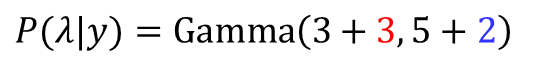 P(λ|y) = Gamma(3 + 3, 5 + 2)